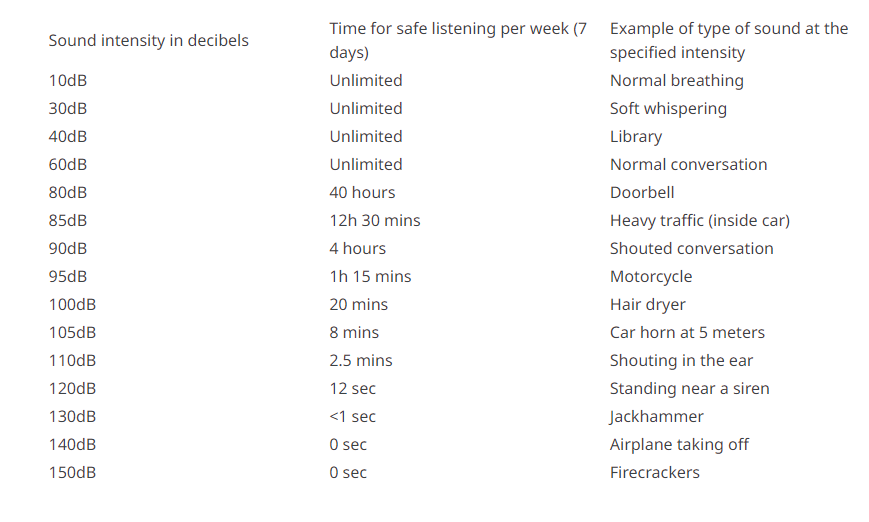 Sound intensity in decibels Time for safe listening per week (7 days) Example of type of sound at the specified intensity
10dB Unlimited Normal breathing
30dB Unlimited Soft whispering
40dB Unlimited Library
60dB Unlimited Normal conversation
80dB 40 hours Doorbell
85dB 12h 30 mins Heavy traffic (inside car)
90dB 4 hours Shouted conversation
95dB 1h 15 mins Motorcycle
100dB 20 mins Hair dryer
105dB 8 mins Car horn at 5 meters
110dB 2.5 mins Shouting in the ear
120dB 12 sec Standing near a siren
130dB <1 sec Jackhammer
140dB 0 sec Airplane taking off
150dB 0 sec Firecrackers